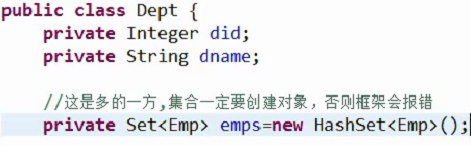 public class Dept {
private Integer did;
private String dname;
//这是多的一方,集合一定要创建对象，否则框架会报错
private Set<Emp> emps=new HashSet<Emp>();